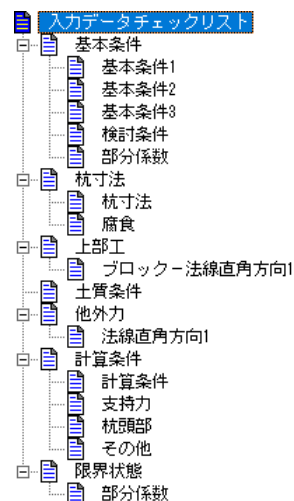 入力データチェックリスト
基本条件
基本条件1
基本条件2
基本条件3
検討条件
部分係数
杭寸法
杭寸法
腐食
上部工
ブロック－法線直角方向1
土質条件
他外力
法線直角方向1
計算条件
計算条件
支持力
杭頭部
その他
限界状態
部分係数